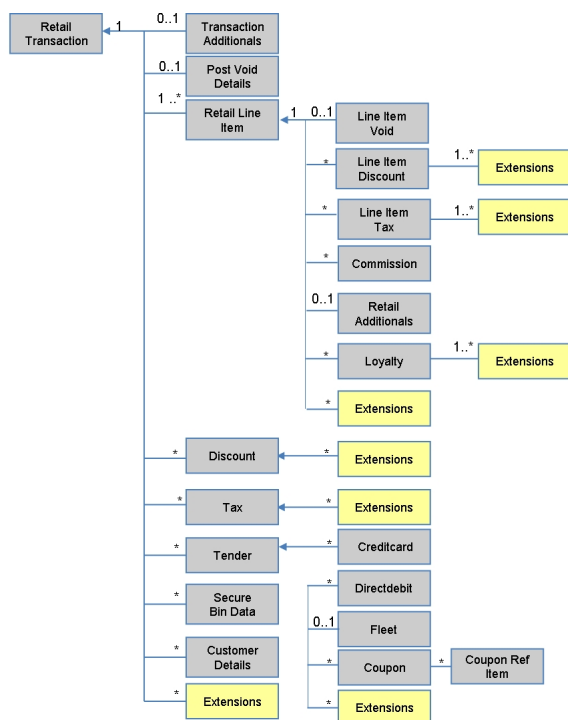 Retail
Transaction
1
0..1
Transaction
Additionals
0..1
Post Void
Details
1 ..*
Retail Line
Item
1
0..1
Line Item
Void
*
Line Item
Discount
1..*
Extensions
*
Line Item
Tax
1..*
Extensions
*
Commission
0..1
Retail
Additionals
*
Loyalty
1..*
Extensions
*
Extensions
*
Discount
*
Extensions
*
Tax
*
Extensions
*
Tender
*
Creditcard
*
Directdebit
*
Secure
Bin Data
0..1
Fleet
*
Customer
Details
*
Coupon
*
Coupon Ref
Item
*
Extensions
*
Extensions